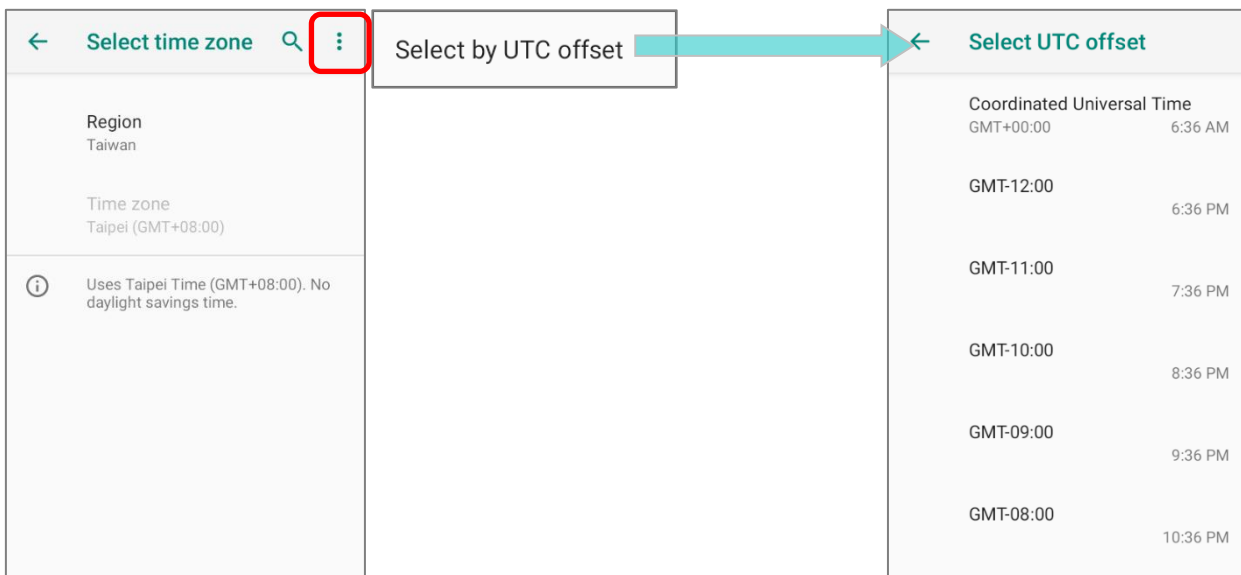 Select time zone
Region
Taiwan
Time zone
Taipei (GMT+08:00)
Uses Taipei Time (GMT+08:00). No
daylight savings time.
Select by UTC offset
Select UTC offset
Coordinated Universal Time
GMT+00:00 6:36 AM
GMT-12:00
6:36 PM
GMT-11:00
7:36 PM
GMT-10:00
8:36 PM
GMT-09:00
9:36 PM
GMT-08:00
10:36 PM